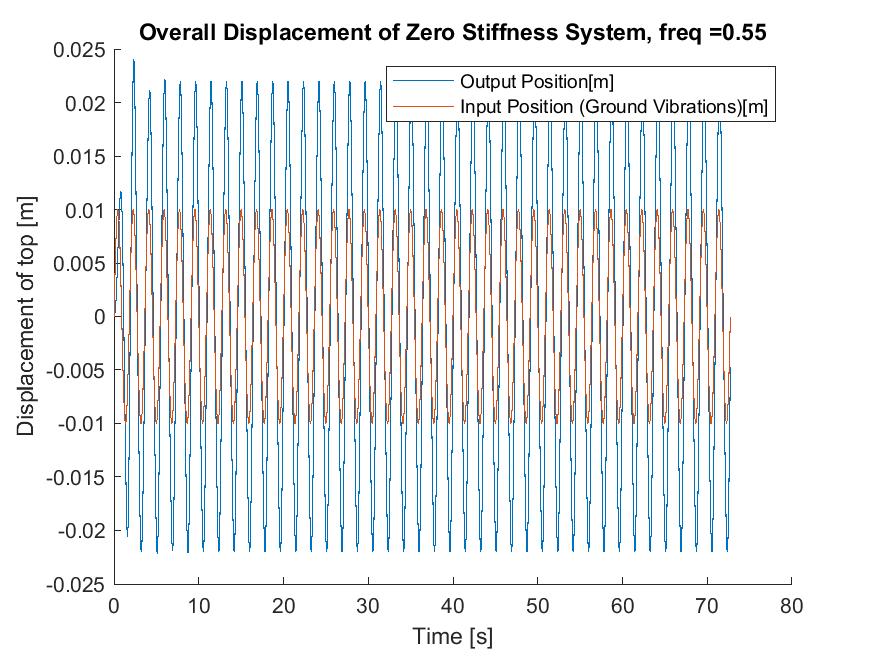 Overall Displacement of Zero Stiffness System, freq =0.55
0.025
Output Position[m]
Input Position (Ground Vibrations)[m]
0.02
0.015
0.01
0.005
0
-0.005
-0.01
-0.015
-0.02
-0.025
Displacement of top [m]
0 10 20 30 40 50 60 70 80
Time [s]